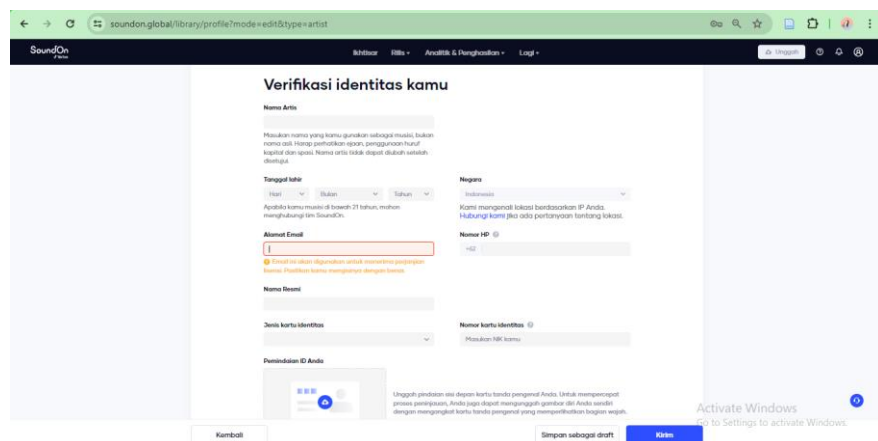 soundon.global/library/profile?mode=edit&type=artist
SoundOn
Ikhtisar Rilis Analitik & Penghasilan Lagi
Unggah
Verifikasi identitas kamu
Nama Artis
Masukan nama yang kamu gunakan sebagai musisi, bukan
nama asli. Harap perhatikan ejaan, penggunaan huruf
kapital dan spasi. Nama artis tidak dapat diubah setelah
disetujui.
Tanggal lahir
Hari Bulan Tahun
Apabila kamu musisi di bawah 21 tahun, mohon
menghubungi tim SoundOn.
Negara
Indonesia
Kami mengenali lokasi berdasarkan IP Anda.
Hubungi kami jika ada pertanyaan tentang lokasi.
Alamat Email
Email ini akan digunakan untuk menerima perjanjian
lisensi. Pastikan kamu mengisinya dengan benar.
Nomor HP
+62
Nama Resmi
Jenis kartu identitas
Nomor kartu identitas
Masukan NIK kamu
Pemindaian ID Anda
Unggah pindaian sisi depan kartu tanda pengenal Anda. Untuk mempercepat
proses peninjauan, Anda juga dapat mengunggah gambar diri Anda sendiri
dengan mengangkat kartu tanda pengenal yang memperlihatkan bagian wajah.
Activate Windows
Go to Settings to activate Windows.
Kembali
Simpan sebagai draft
Kirim